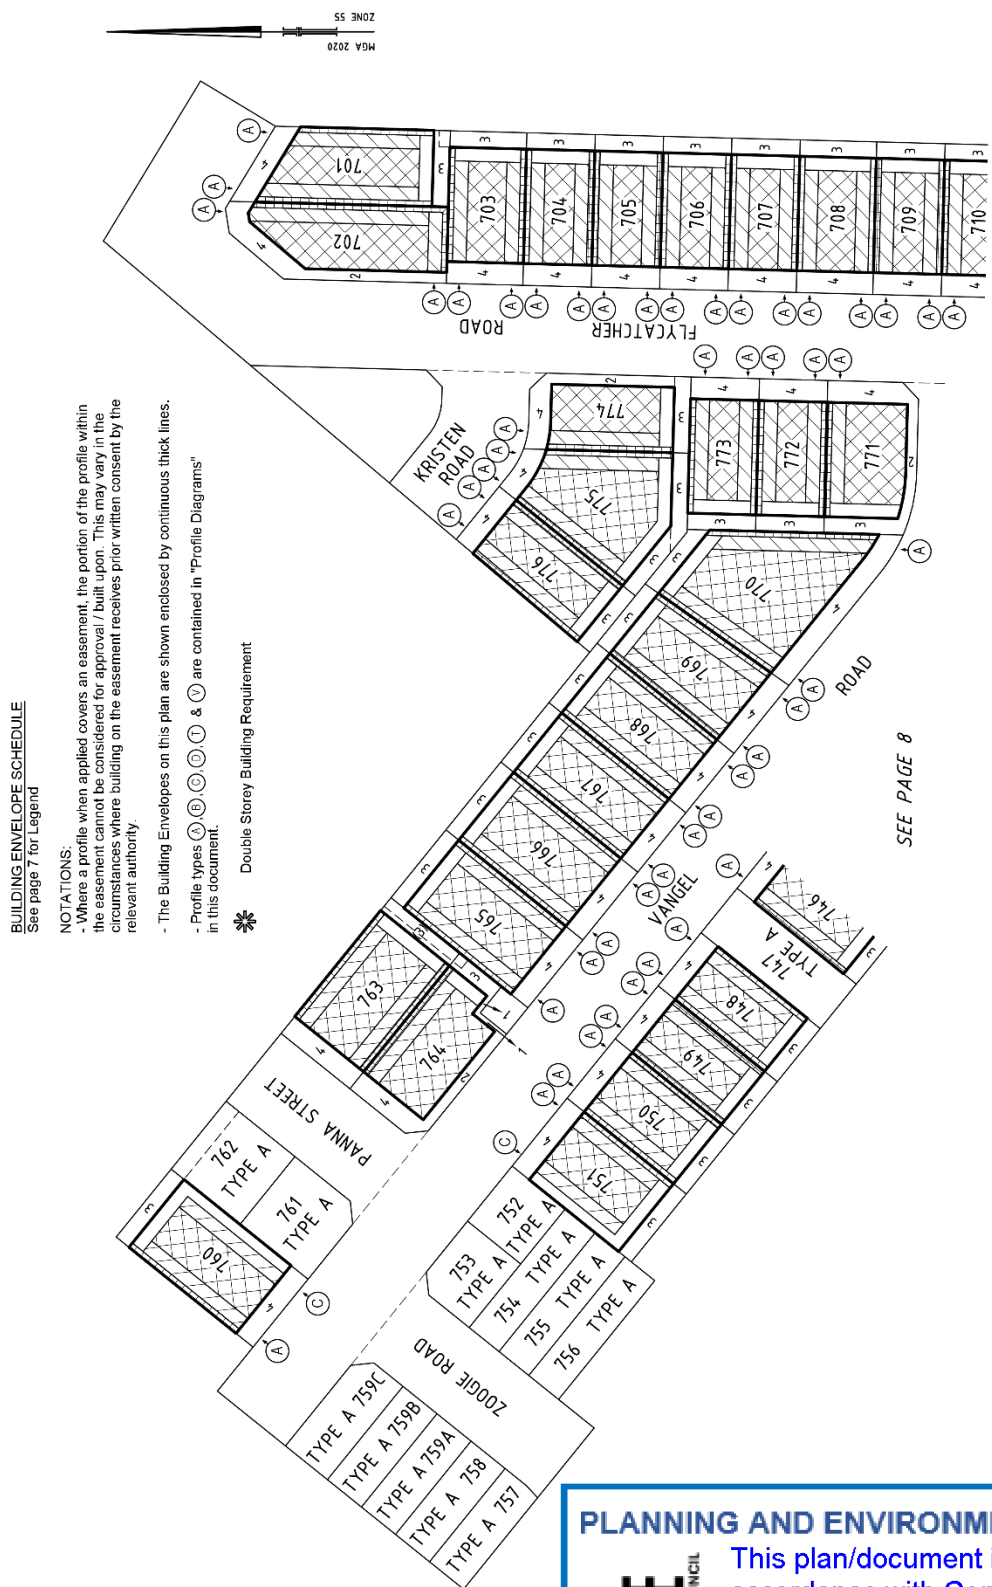 MGA 2020
ZONE 55
BUILDING ENVELOPE SCHEDULE
See page 7 for Legend
NOTATIONS:
- Where a profile when applied covers an easement, the portion of the profile within
the easement cannot be considered for approval / built upon. This may vary in the
circumstances where building on the easement receives prior written consent by the
relevant authority.
- The Building Envelopes on this plan are shown enclosed by continuous thick lines.
- Profile types A, B, C, D, T & V are contained in "Profile Diagrams"
in this document.
Double Storey Building Requirement
701
702
703
704
705
706
707
708
709
710
FLYCATCHER
ROAD
KRISTEN
ROAD
774
775
776
773
772
771
770
769
768
767
766
765
763
764
VANGEL
ROAD
SEE PAGE 8
746
747
TYPE A
748
749
750
751
PANNA STREET
762
TYPE A
761
TYPE A
760
752
TYPE A
753
TYPE A
754 TYPE A
755 TYPE A
756 TYPE A
ZOOGIE
ROAD
TYPE A 759C
TYPE A 759B
TYPE A 759A
TYPE A 758
TYPE A 757
PLANNING AND ENVIRONME
This plan/document i